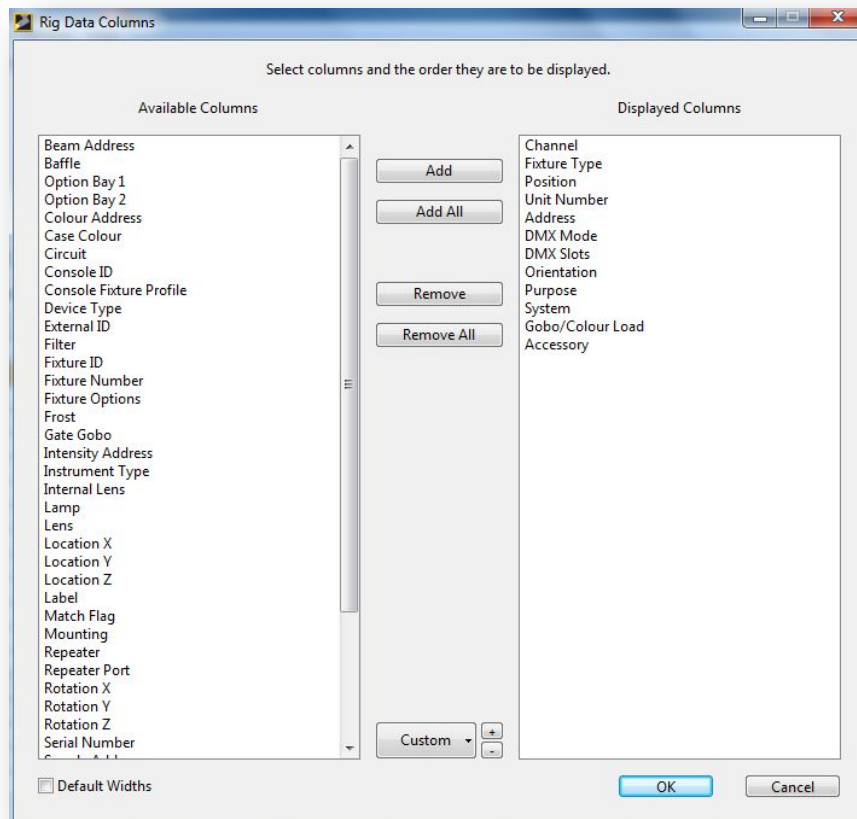 Rig Data Columns
Select columns and the order they are to be displayed.
Available Columns
Beam Address
Baffle
Option Bay 1
Option Bay 2
Colour Address
Case Colour
Circuit
Console ID
Console Fixture Profile
Device Type
External ID
Filter
Fixture ID
Fixture Number
Fixture Options
Frost
Gate Gobo
Intensity Address
Instrument Type
Internal Lens
Lamp
Lens
Location X
Location Y
Location Z
Label
Match Flag
Mounting
Repeater
Repeater Port
Rotation X
Rotation Y
Rotation Z
Serial Number
Add
Add All
Remove
Remove All
Custom
+
-
Displayed Columns
Channel
Fixture Type
Position
Unit Number
Address
DMX Mode
DMX Slots
Orientation
Purpose
System
Gobo/Colour Load
Accessory
Default Widths
OK
Cancel